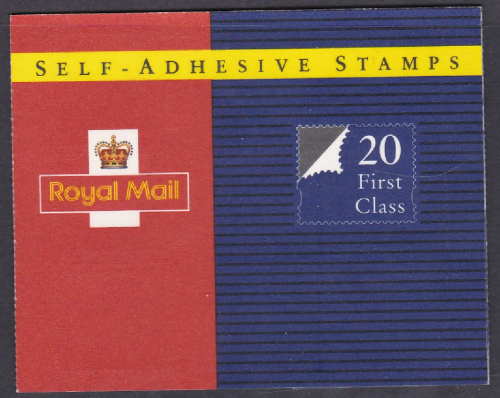 SELF-ADHESIVE STAMPS
Royal Mail
20
First
Class